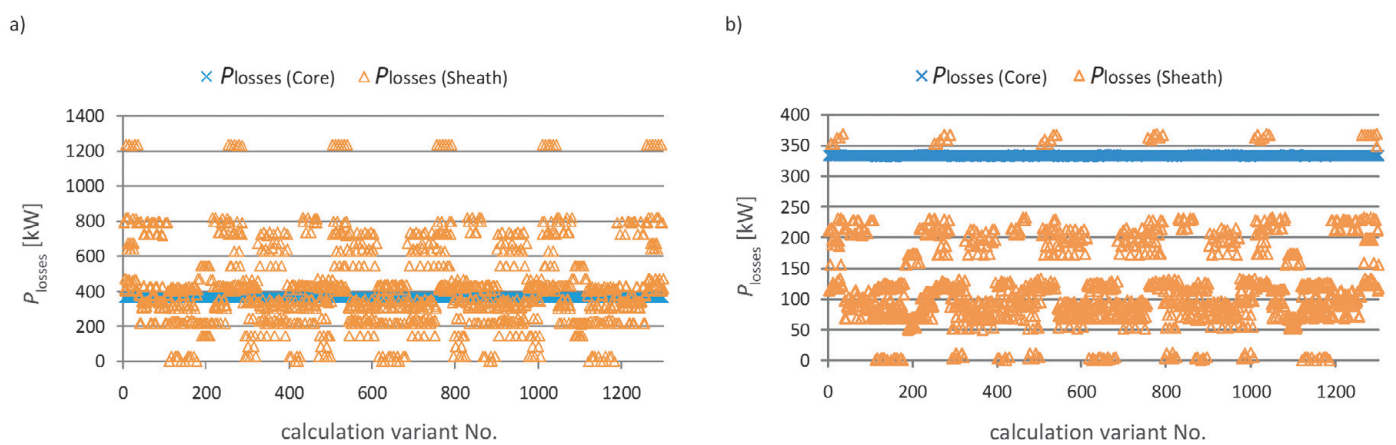 a)
b)
× Plosses (Core) △ Plosses (Sheath)
× Plosses (Core) △ Plosses (Sheath)
1400
1200
1000
800
600
400
200
0
Plosses [kW]
0 200 400 600 800 1000 1200
calculation variant No.
400
350
300
250
200
150
100
50
0
Plosses [kW]
0 200 400 600 800 1000 1200
calculation variant No.